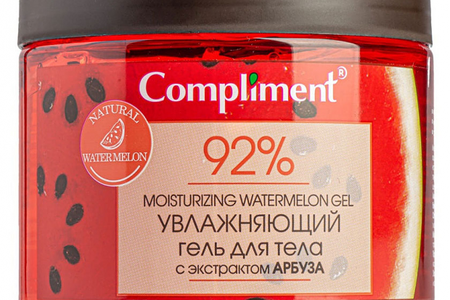 Compliment®
NATURAL
WATERMELON
92%
MOISTURIZING WATERMELON GEL
УВЛАЖНЯЮЩИЙ
ГЕЛЬ ДЛЯ ТЕЛА
С ЭКСТРАКТОМ АРБУЗА